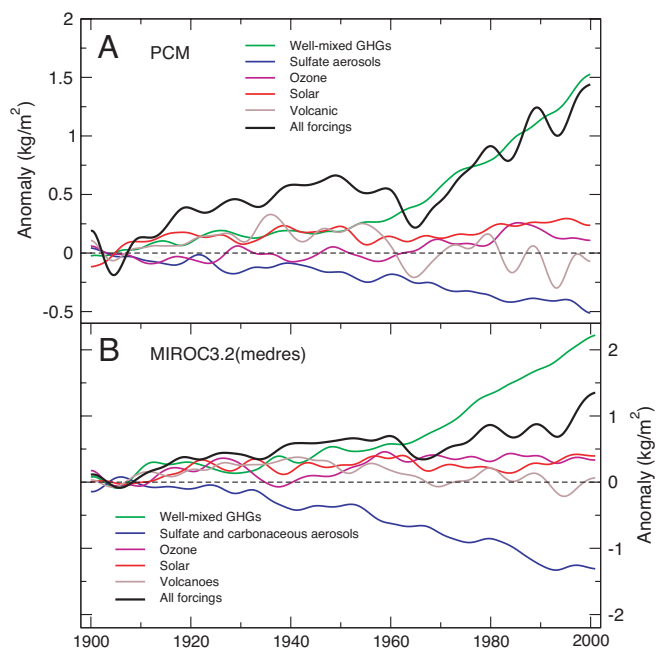 A
PCM
Well-mixed GHGs
Sulfate aerosols
Ozone
Solar
Volcanic
All forcings
Anomaly (kg/m²)
2
1.5
1
0.5
0
-0.5
B
MIROC3.2(medres)
Well-mixed GHGs
Sulfate and carbonaceous aerosols
Ozone
Solar
Volcanoes
All forcings
Anomaly (kg/m²)
2
1
0
-1
-2
1900 1920 1940 1960 1980 2000